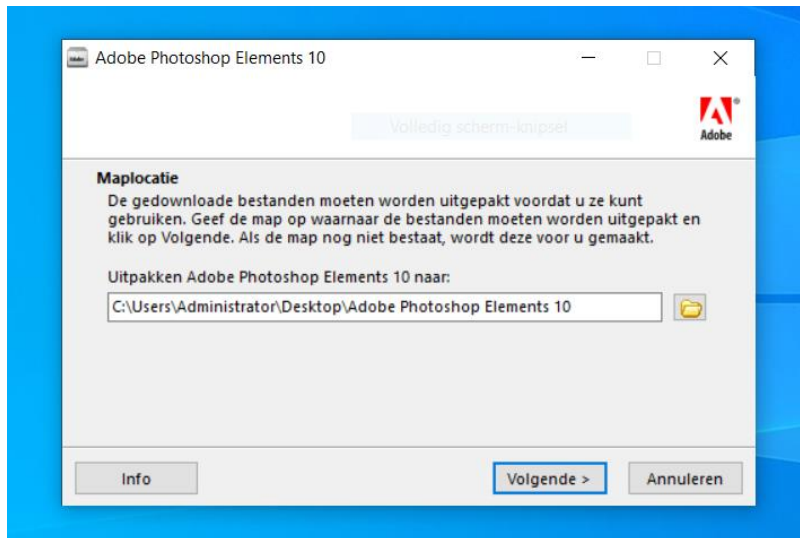 Adobe Photoshop Elements 10
Volledig scherm-knipsel
Adobe
Maplocatie
De gedownloade bestanden moeten worden uitgepakt voordat u ze kunt
gebruiken. Geef de map op waarnaar de bestanden moeten worden uitgepakt en
klik op Volgende. Als de map nog niet bestaat, wordt deze voor u gemaakt.
Uitpakken Adobe Photoshop Elements 10 naar:
C:\Users\Administrator\Desktop\Adobe Photoshop Elements 10
Info
Volgende >
Annuleren